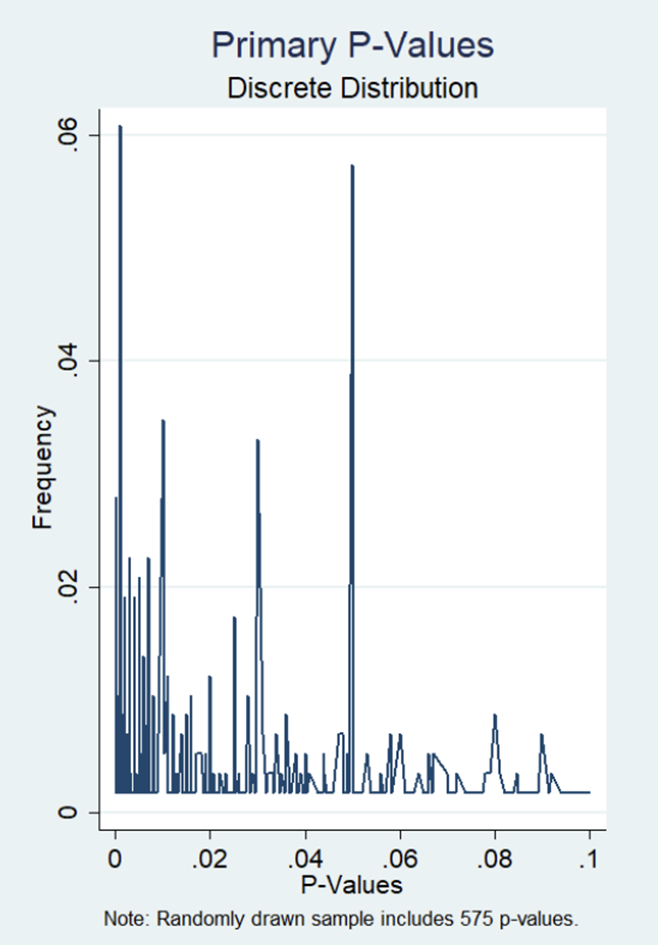 Primary P-Values
Discrete Distribution
.06
.04
.02
0
Frequency
0 .02 .04 .06 .08 .1
P-Values
Note: Randomly drawn sample includes 575 p-values.